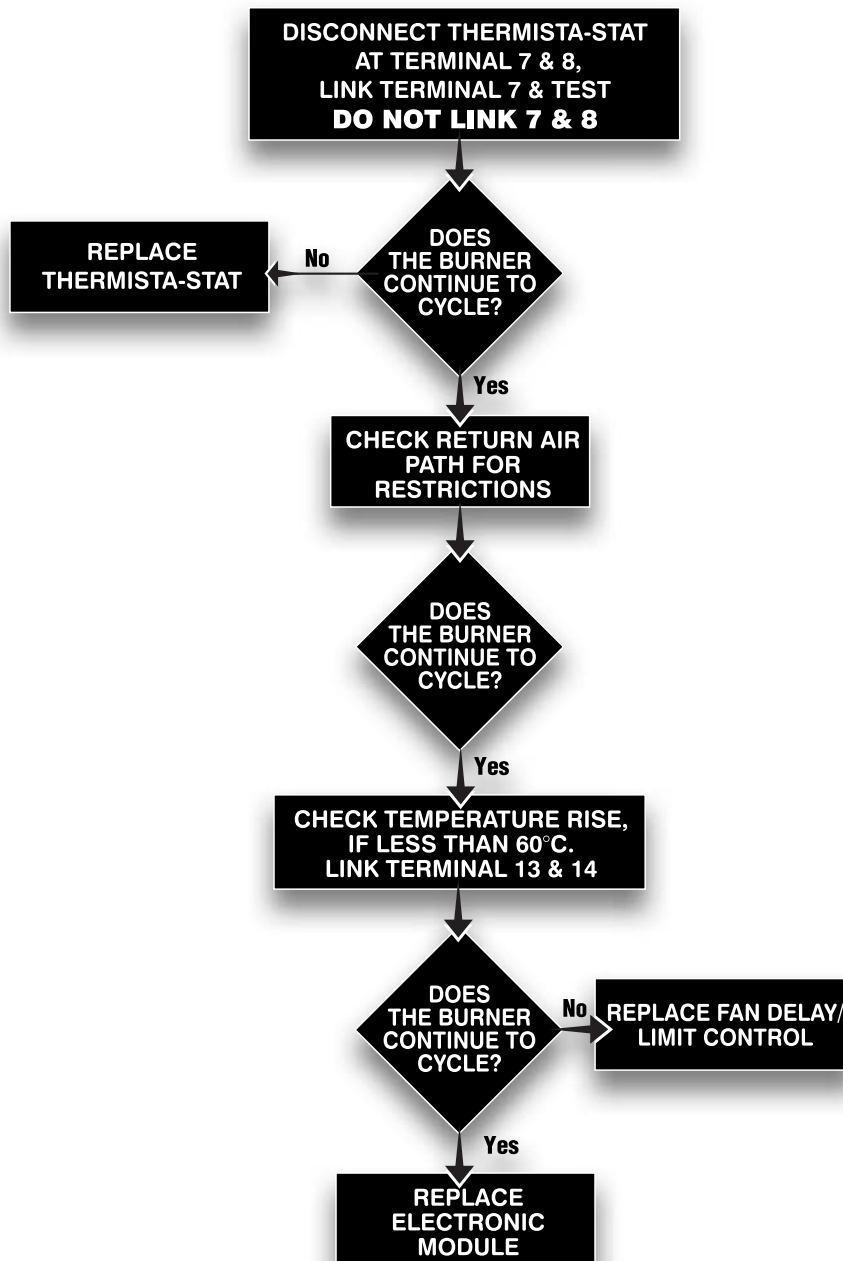 DISCONNECT THERMISTA-STAT
AT TERMINAL 7 & 8,
LINK TERMINAL 7 & TEST
DO NOT LINK 7 & 8
DOES
THE BURNER
CONTINUE TO
CYCLE?
No
REPLACE
THERMISTA-STAT
Yes
CHECK RETURN AIR
PATH FOR
RESTRICTIONS
DOES
THE BURNER
CONTINUE TO
CYCLE?
Yes
CHECK TEMPERATURE RISE,
IF LESS THAN 60°C.
LINK TERMINAL 13 & 14
DOES
THE BURNER
CONTINUE TO
CYCLE?
No
REPLACE FAN DELAY/
LIMIT CONTROL
Yes
REPLACE
ELECTRONIC
MODULE